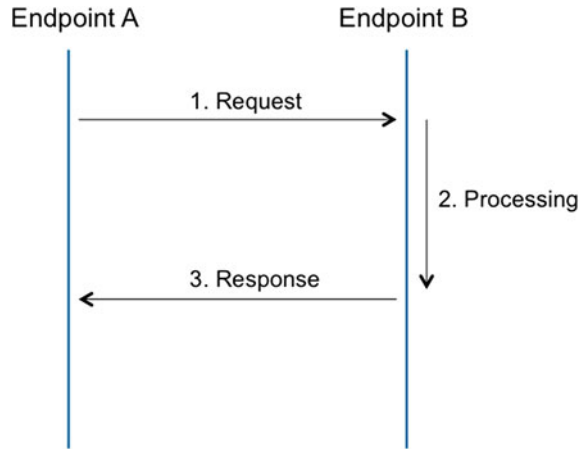 Endpoint A
Endpoint B
1. Request
2. Processing
3. Response